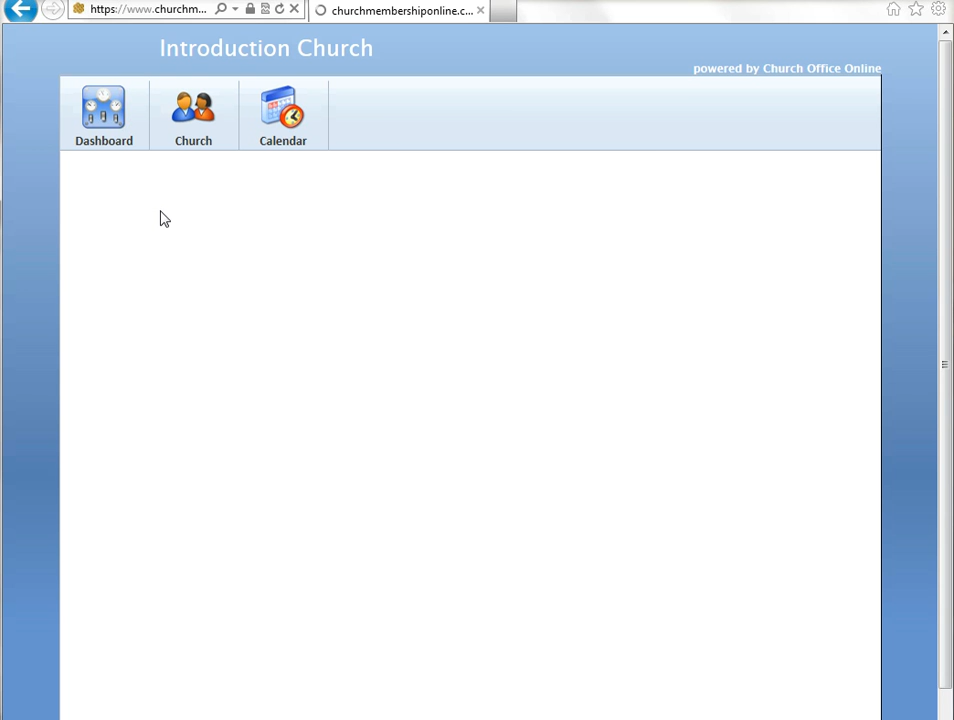 https://www.churchm...
churchmembershiponline.c...
Introduction Church
powered by Church Office Online
Dashboard
Church
Calendar